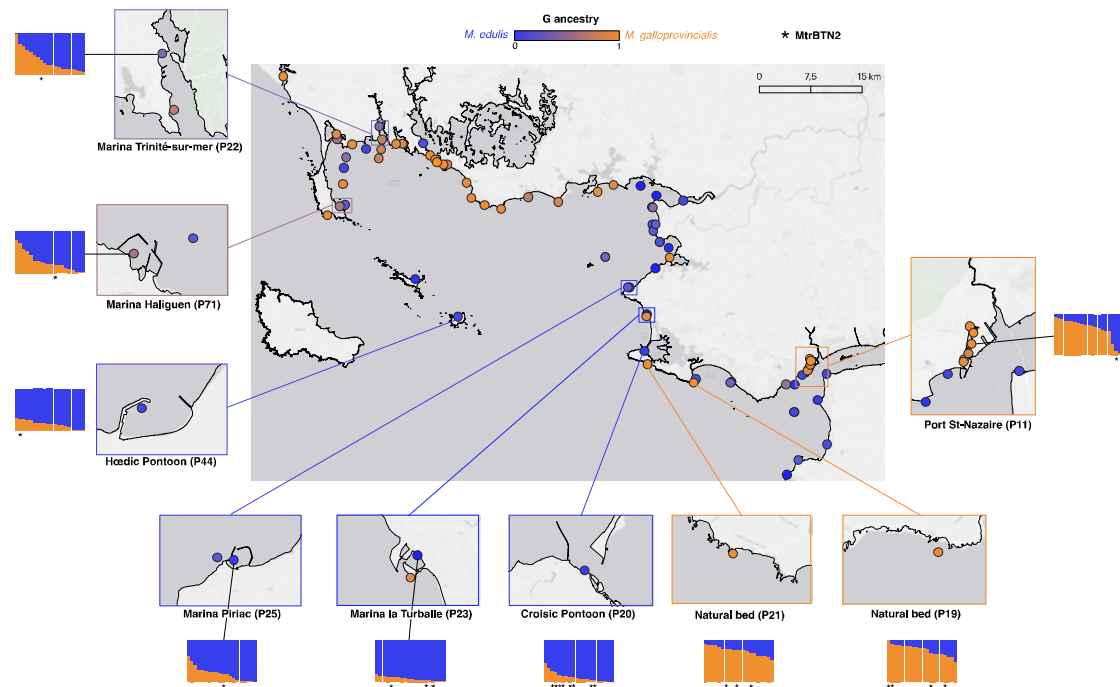 G ancestry
M. edulis
M. galloprovincialis
0
1
* MtrBTN2
0
7,5
15 km
Marina Trinité-sur-mer (P22)
*
Marina Haliguen (P71)
*
Hœdic Pontoon (P44)
*
Port St-Nazaire (P11)
*
Marina Piriac (P25)
Marina la Turballe (P23)
Croisic Pontoon (P20)
Natural bed (P21)
Natural bed (P19)